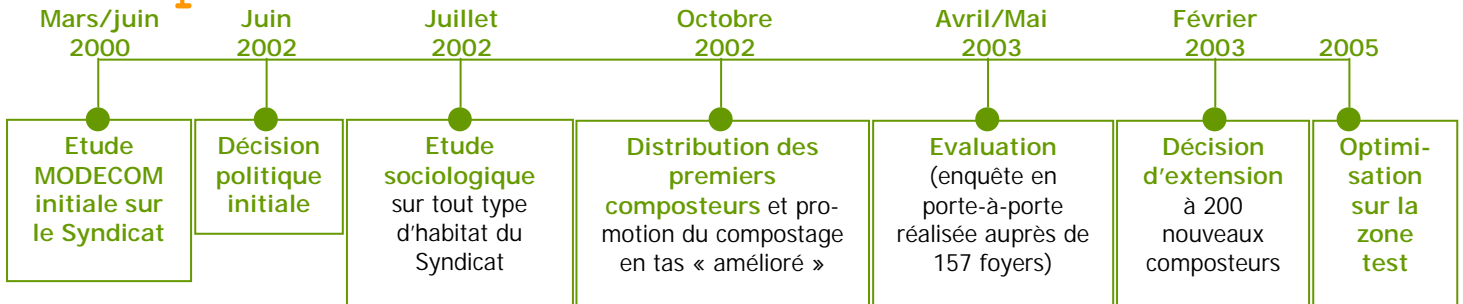 Mars/juin
2000
Juin
2002
Juillet
2002
Octobre
2002
Avril/Mai
2003
Février
2003
2005
Etude
MODECOM
initiale sur
le Syndicat
Décision
politique
initiale
Etude
sociologique
sur tout type
d'habitat du
Syndicat
Distribution des
premiers
composteurs et pro-
motion du compostage
en tas « amélioré »
Evaluation
(enquête en
porte-à-porte
réalisée auprès de
157 foyers)
Décision
d'extension
à 200
nouveaux
composteurs
Optimi-
sation
sur la
zone
test